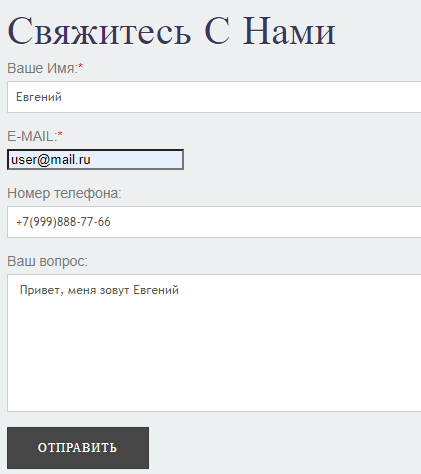 Свяжитесь С Нами
Ваше Имя:*
Евгений
E-MAIL:*
user@mail.ru
Номер телефона:
+7(999)888-77-66
Ваш вопрос:
Привет, меня зовут Евгений
ОТПРАВИТЬ